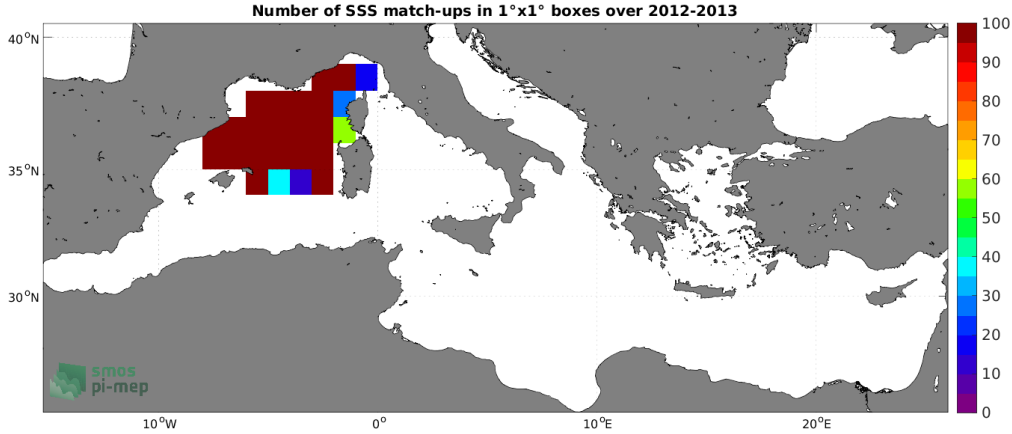 Number of SSS match-ups in 1°x1° boxes over 2012-2013
40°N
35°N
30°N
10°W
0°
10°E
20°E
100
90
80
70
60
50
40
30
20
10
0
smos
pi-mep